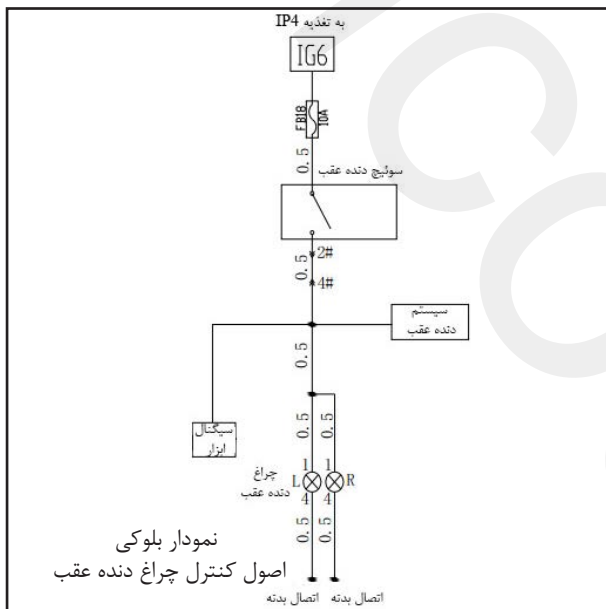 به تغذیه IP4
IG6
FB18
10A
0.5
سوئیچ دنده عقب
2#
0.5
4#
سیستم
دنده عقب
0.5
سیگنال
ابزار
0.5
0.5
چراغ
دنده عقب
1
1
L
R
4
4
0.5
0.5
نمودار بلوکی
اصول کنترل چراغ دنده عقب
اتصال بدنه
اتصال بدنه